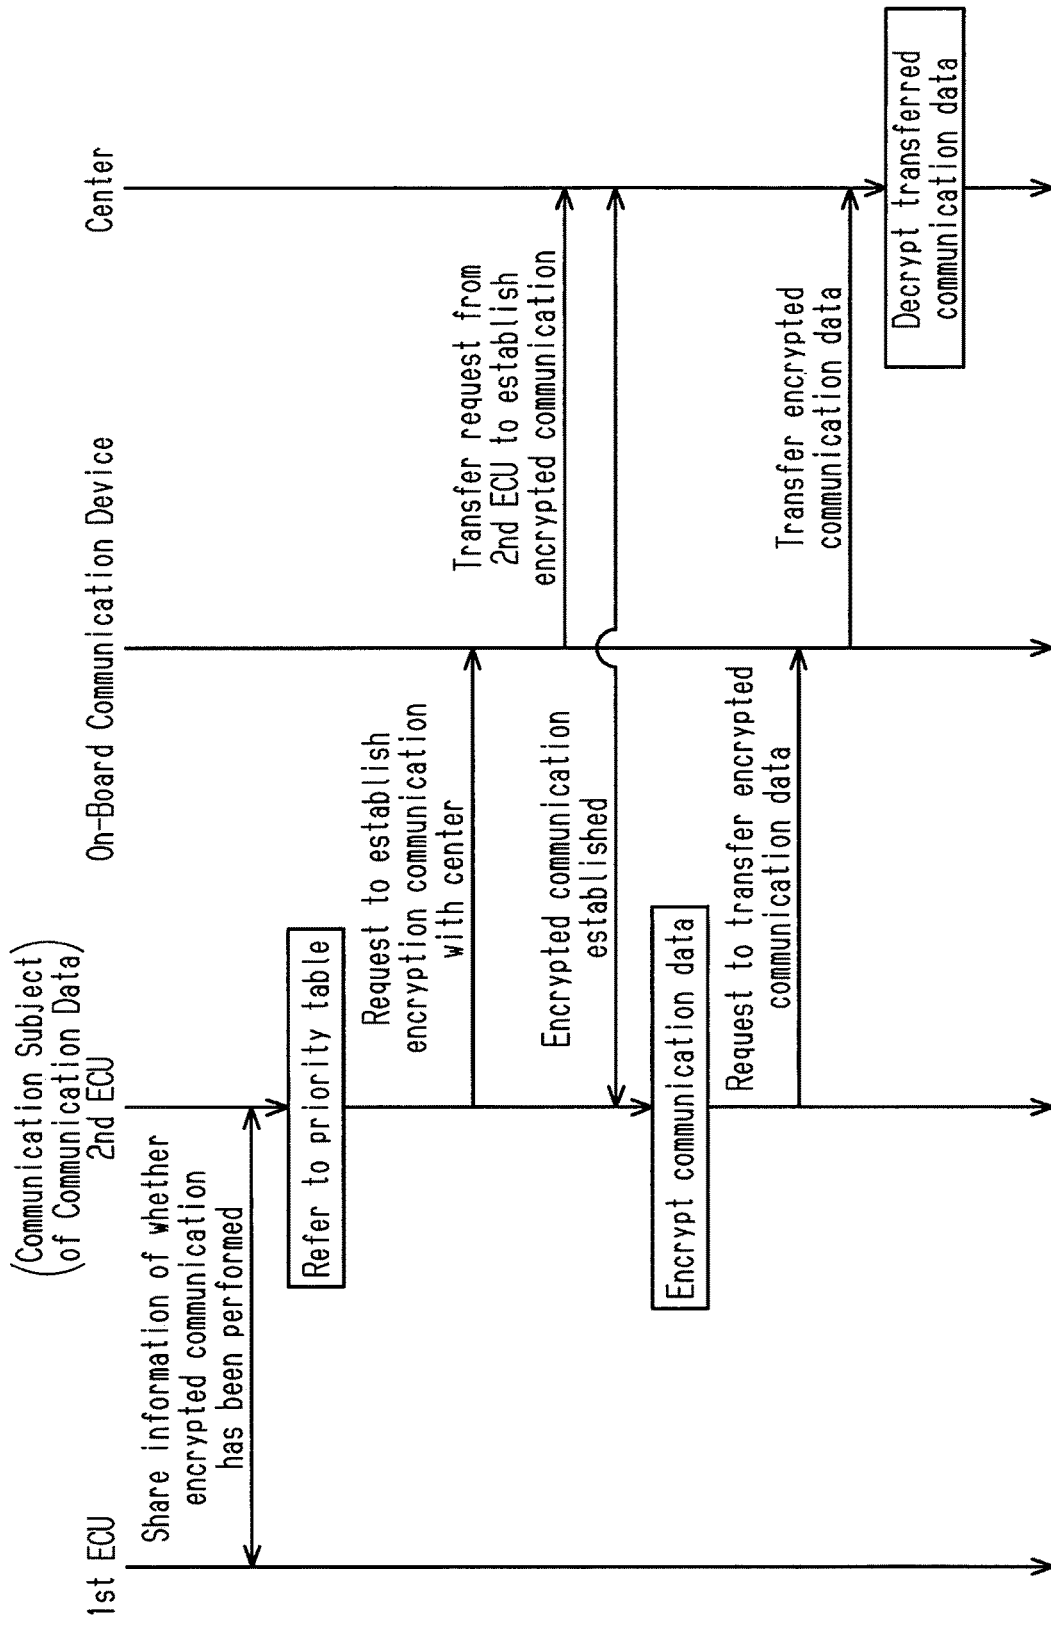 (Communication Subject
of Communication Data)
1st ECU
2nd ECU
On-Board Communication Device
Center
Share information of whether
encrypted communication
has been performed
Refer to priority table
Request to establish
encryption communication
with center
Transfer request from
2nd ECU to establish
encrypted communication
Encrypted communication
established
Encrypt communication data
Request to transfer encrypted
communication data
Transfer encrypted
communication data
Decrypt transferred
communication data